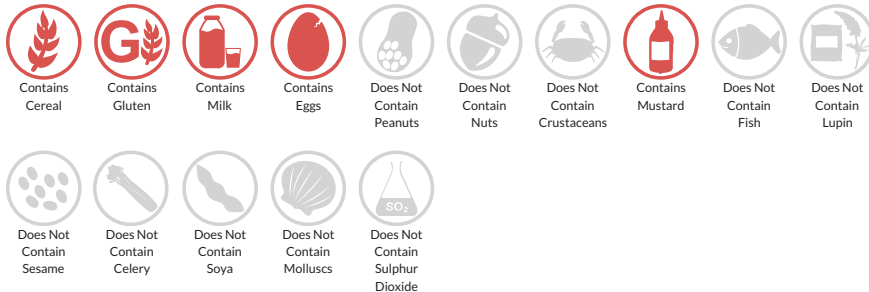 G
Contains
Cereal
Contains
Gluten
Contains
Milk
Contains
Eggs
Does Not
Contain
Peanuts
Does Not
Contain
Nuts
Does Not
Contain
Crustaceans
Contains
Mustard
Does Not
Contain
Fish
Does Not
Contain
Lupin
SO₂
Does Not
Contain
Sesame
Does Not
Contain
Celery
Does Not
Contain
Soya
Does Not
Contain
Molluscs
Does Not
Contain
Sulphur
Dioxide